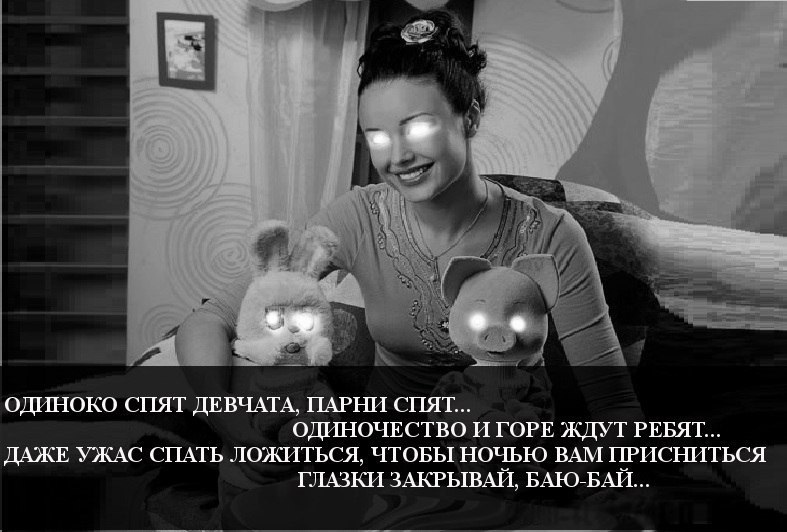 ОДИНОКО СПЯТ ДЕВЧАТА, ПАРНИ СПЯТ...
ОДИНОЧЕСТВО И ГОРЕ ЖДУТ РЕБЯТ...
ДАЖЕ УЖАС СПАТЬ ЛОЖИТЬСЯ, ЧТОБЫ НОЧЬЮ ВАМ ПРИСНИТЬСЯ
ГЛАЗКИ ЗАКРЫВАЙ, БАЮ-БАЙ...